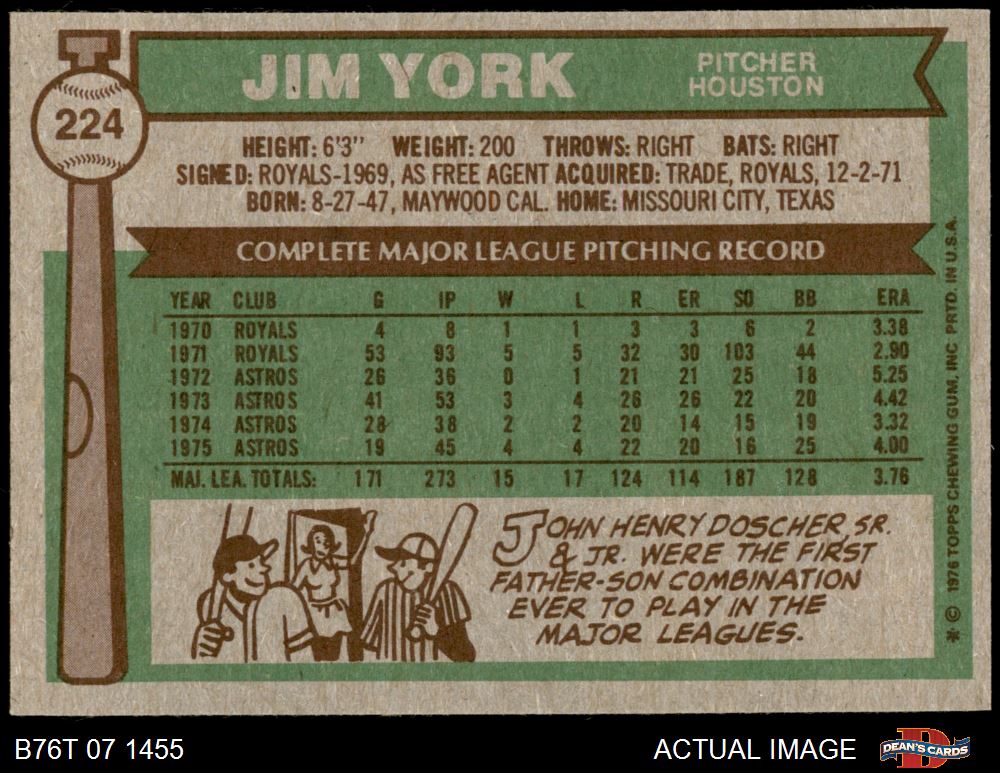 JIM YORK
PITCHER
HOUSTON
224
HEIGHT: 6'3" WEIGHT: 200 THROWS: RIGHT BATS: RIGHT
SIGNED: ROYALS-1969, AS FREE AGENT ACQUIRED: TRADE, ROYALS, 12-2-71
BORN: 8-27-47, MAYWOOD CAL. HOME: MISSOURI CITY, TEXAS
COMPLETE MAJOR LEAGUE PITCHING RECORD
YEAR CLUB G IP W L R ER SO BB ERA
1970 ROYALS 4 8 1 1 3 3 6 2 3.38
1971 ROYALS 53 93 5 5 32 30 103 44 2.90
1972 ASTROS 26 36 0 1 21 21 25 18 5.25
1973 ASTROS 41 53 3 4 26 26 22 20 4.42
1974 ASTROS 28 38 2 2 20 14 15 19 3.32
1975 ASTROS 19 45 4 4 22 20 16 25 4.00
MAJ. LEA. TOTALS: 171 273 15 17 124 114 187 128 3.76
JOHN HENRY DOSCHER, SR.
& JR. WERE THE FIRST
FATHER-SON COMBINATION
EVER TO PLAY IN THE
MAJOR LEAGUES.
* © 1976 TOPPS CHEWING GUM, INC PRTD. IN U.S.A.
B76T 07 1455
ACTUAL IMAGE
DEAN'S CARDS